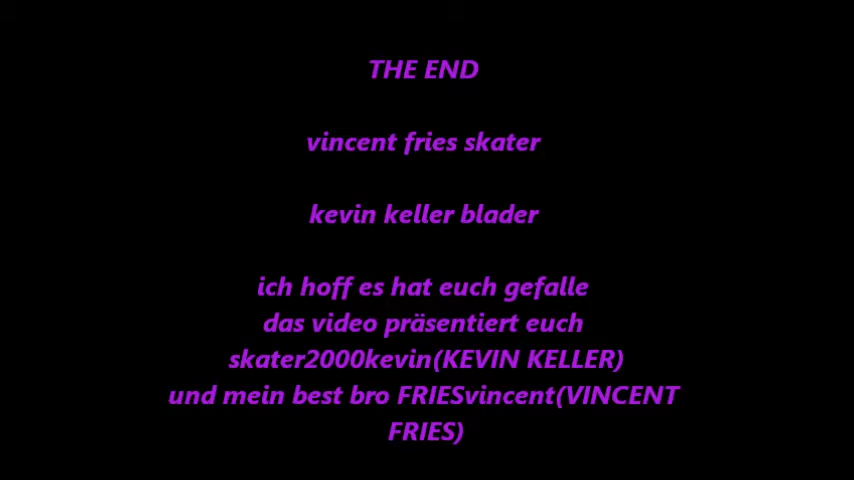 THE END
vincent fries skater
kevin keller blader
ich hoff es hat euch gefalle
das video präsentiert euch
skater2000kevin(KEVIN KELLER)
und mein best bro FRIESvincent(VINCENT
FRIES)